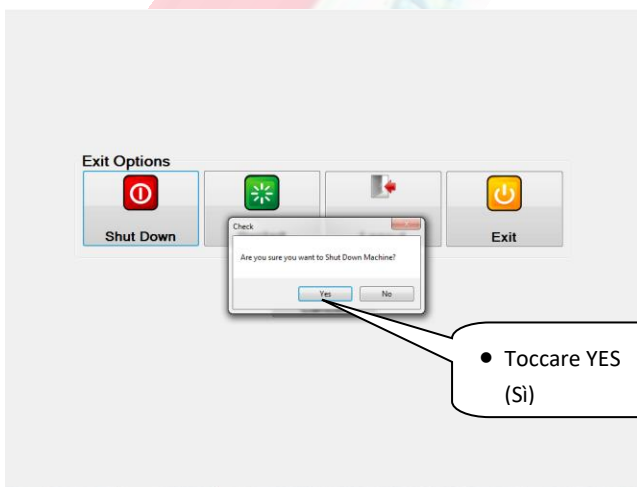 Exit Options
Shut Down
Exit
Check
Are you sure you want to Shut Down Machine?
Yes No
• Toccare YES
(Sì)